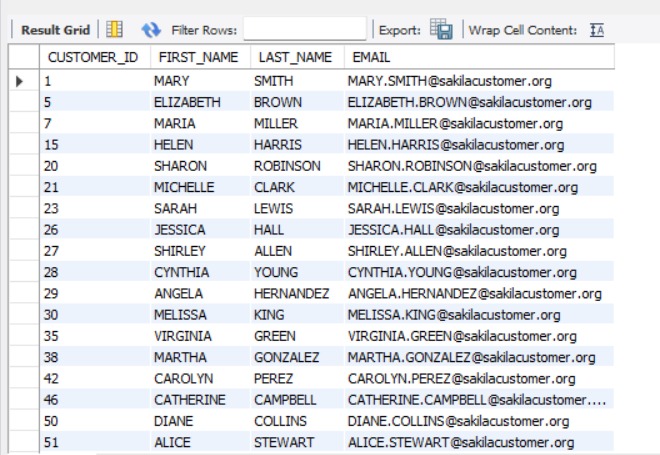 Result Grid Filter Rows: Export: Wrap Cell Content: IA
CUSTOMER_ID FIRST_NAME LAST_NAME EMAIL
1 MARY SMITH MARY.SMITH@sakilacustomer.org
5 ELIZABETH BROWN ELIZABETH.BROWN@sakilacustomer.org
7 MARIA MILLER MARIA.MILLER@sakilacustomer.org
15 HELEN HARRIS HELEN.HARRIS@sakilacustomer.org
20 SHARON ROBINSON SHARON.ROBINSON@sakilacustomer.org
21 MICHELLE CLARK MICHELLE.CLARK@sakilacustomer.org
23 SARAH LEWIS SARAH.LEWIS@sakilacustomer.org
26 JESSICA HALL JESSICA.HALL@sakilacustomer.org
27 SHIRLEY ALLEN SHIRLEY.ALLEN@sakilacustomer.org
28 CYNTHIA YOUNG CYNTHIA.YOUNG@sakilacustomer.org
29 ANGELA HERNANDEZ ANGELA.HERNANDEZ@sakilacustomer.org
30 MELISSA KING MELISSA.KING@sakilacustomer.org
35 VIRGINIA GREEN VIRGINIA.GREEN@sakilacustomer.org
38 MARTHA GONZALEZ MARTHA.GONZALEZ@sakilacustomer.org
42 CAROLYN PEREZ CAROLYN.PEREZ@sakilacustomer.org
46 CATHERINE CAMPBELL CATHERINE.CAMPBELL@sakilacustomer....
50 DIANE COLLINS DIANE.COLLINS@sakilacustomer.org
51 ALICE STEWART ALICE.STEWART@sakilacustomer.org